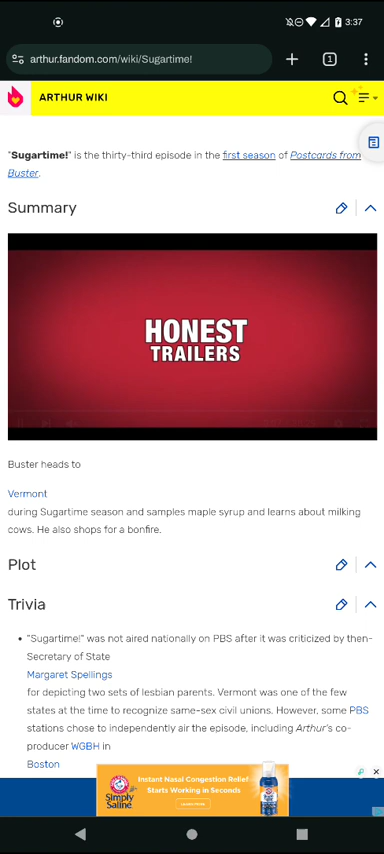 3:37
arthur.fandom.com/wiki/Sugartime!
1
ARTHUR WIKI
"Sugartime!" is the thirty-third episode in the first season of Postcards from
Buster.
Summary
HONEST
TRAILERS
Buster heads to
Vermont
during Sugartime season and samples maple syrup and learns about milking
cows. He also shops for a bonfire.
Plot
Trivia
"Sugartime!" was not aired nationally on PBS after it was criticized by then-
Secretary of State
Margaret Spellings
for depicting two sets of lesbian parents. Vermont was one of the few
states at the time to recognize same-sex civil unions. However, some PBS
stations chose to independently air the episode, including Arthur's co-
producer WGBH in
Boston
ARM & HAMMER
Simply
Saline
Instant Nasal Congestion Relief
Starts Working in Seconds